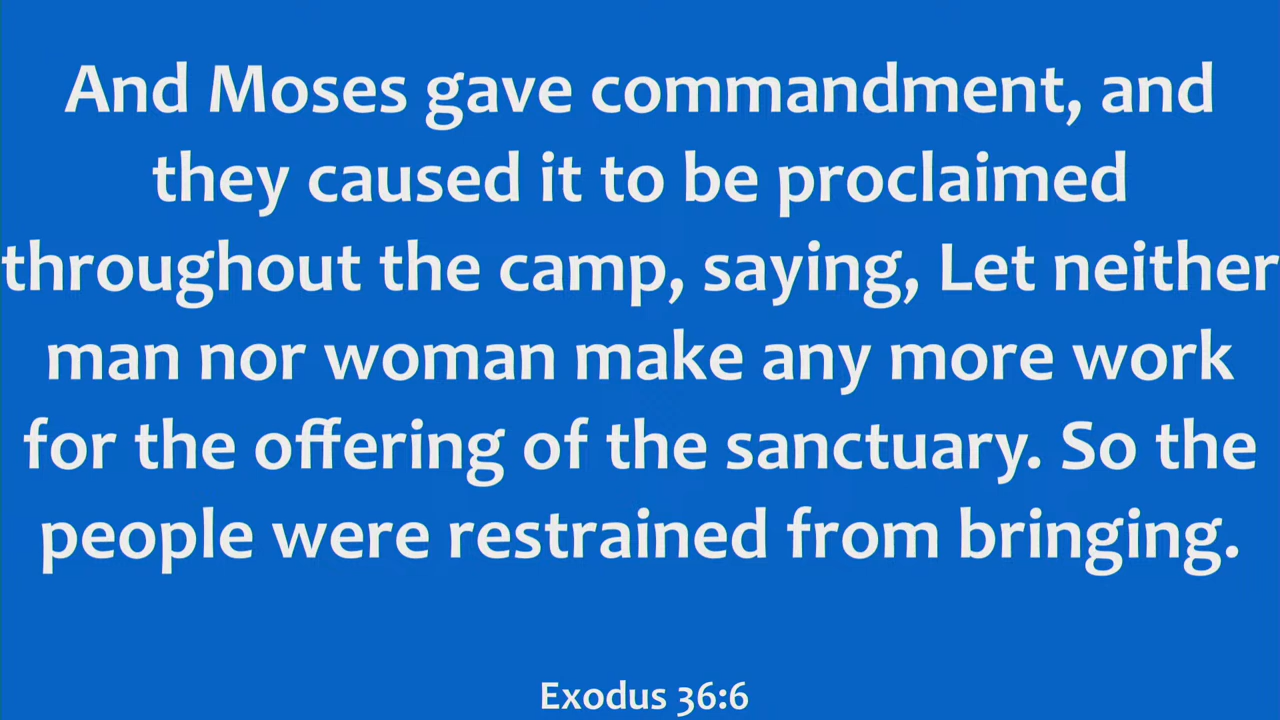 And Moses gave commandment, and
they caused it to be proclaimed
throughout the camp, saying, Let neither
man nor woman make any more work
for the offering of the sanctuary. So the
people were restrained from bringing.
Exodus 36:6